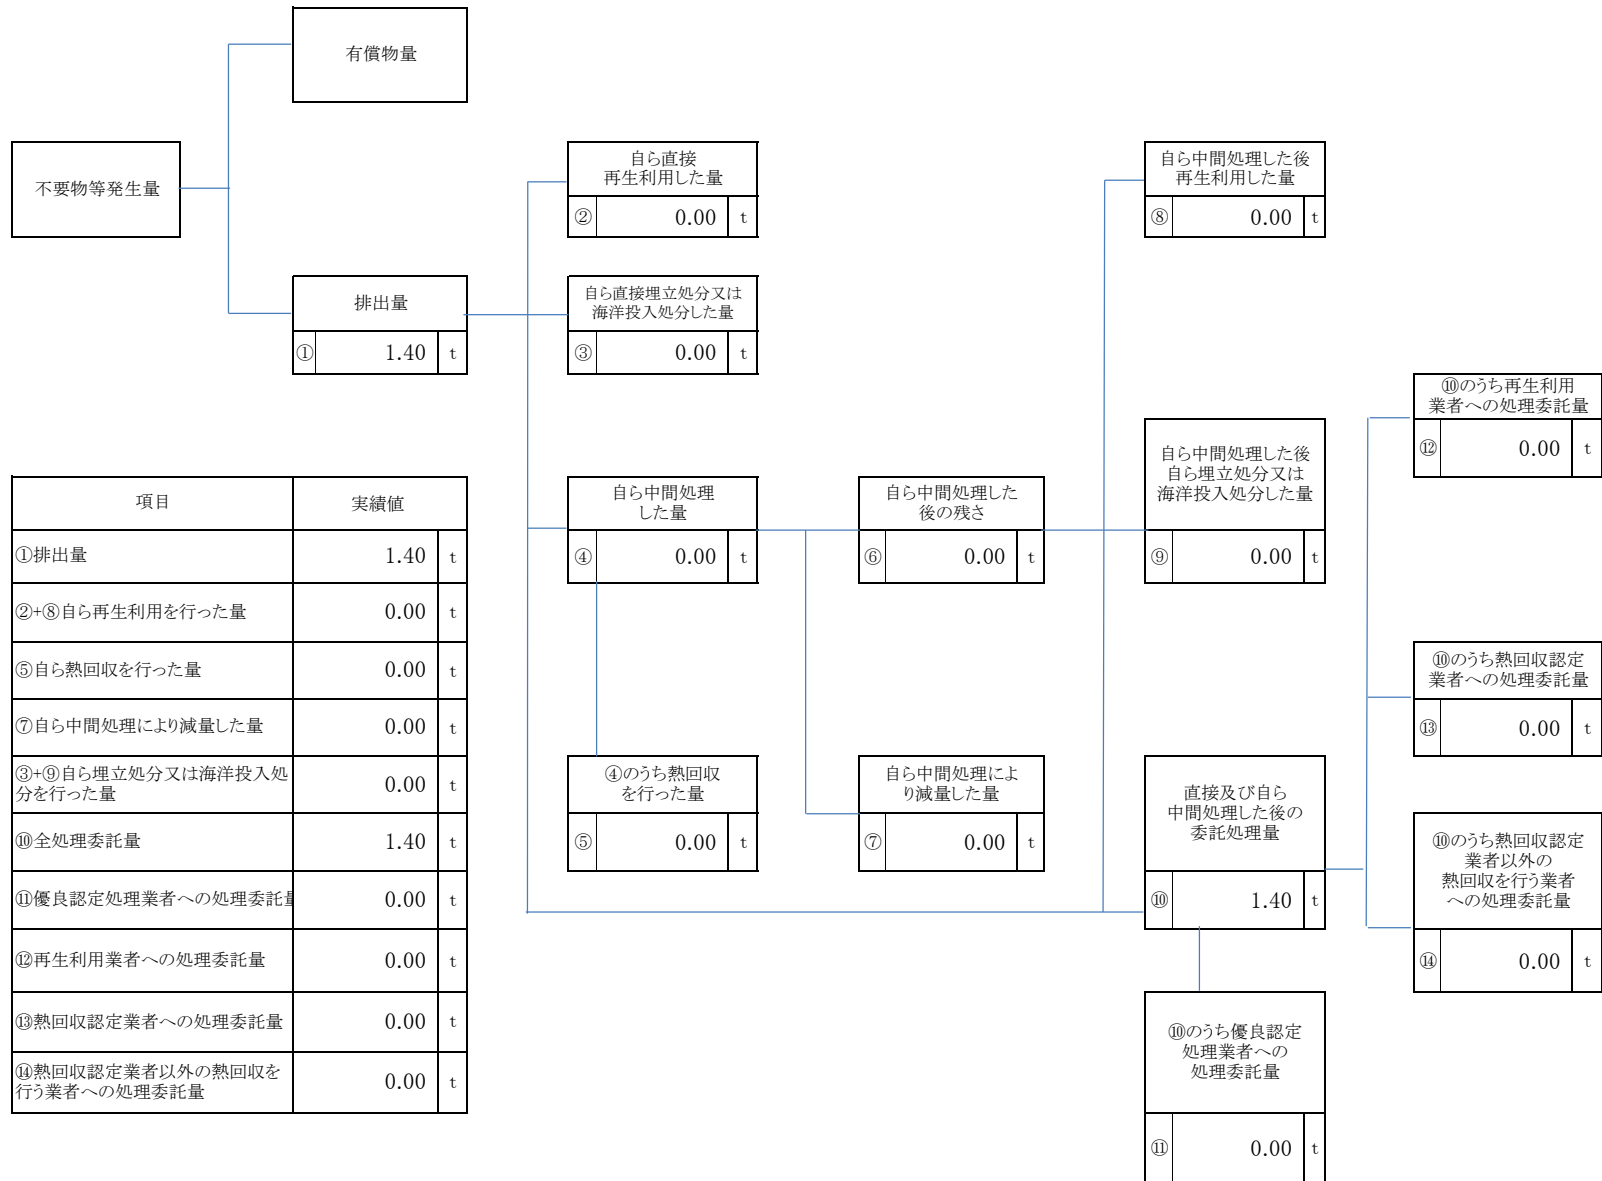 有償物量
不要物等発生量
自ら直接
再生利用した量
② 0.00 t
自ら中間処理した後
再生利用した量
⑧ 0.00 t
排出量
① 1.40 t
自ら直接埋立処分又は
海洋投入処分した量
③ 0.00 t
⑩のうち再生利用
業者への処理委託量
⑫ 0.00 t
自ら中間処理した後
自ら埋立処分又は
海洋投入処分した量
⑨ 0.00 t
自ら中間処理
した量
④ 0.00 t
自ら中間処理した
後の残さ
⑥ 0.00 t
⑩のうち熱回収認定
業者への処理委託量
⑬ 0.00 t
④のうち熱回収
を行った量
⑤ 0.00 t
自ら中間処理によ
り減量した量
⑦ 0.00 t
直接及び自ら
中間処理した後の
委託処理量
⑩ 1.40 t
⑩のうち熱回収認定
業者以外の
熱回収を行う業者
への処理委託量
⑭ 0.00 t
⑩のうち優良認定
処理業者への
処理委託量
⑪ 0.00 t
項目 実績値
①排出量 1.40 t
②+⑧自ら再生利用を行った量 0.00 t
⑤自ら熱回収を行った量 0.00 t
⑦自ら中間処理により減量した量 0.00 t
③+⑨自ら埋立処分又は海洋投入処
分を行った量 0.00 t
⑩全処理委託量 1.40 t
⑪優良認定処理業者への処理委託量 0.00 t
⑫再生利用業者への処理委託量 0.00 t
⑬熱回収認定業者への処理委託量 0.00 t
⑭熱回収認定業者以外の熱回収を
行う業者への処理委託量 0.00 t